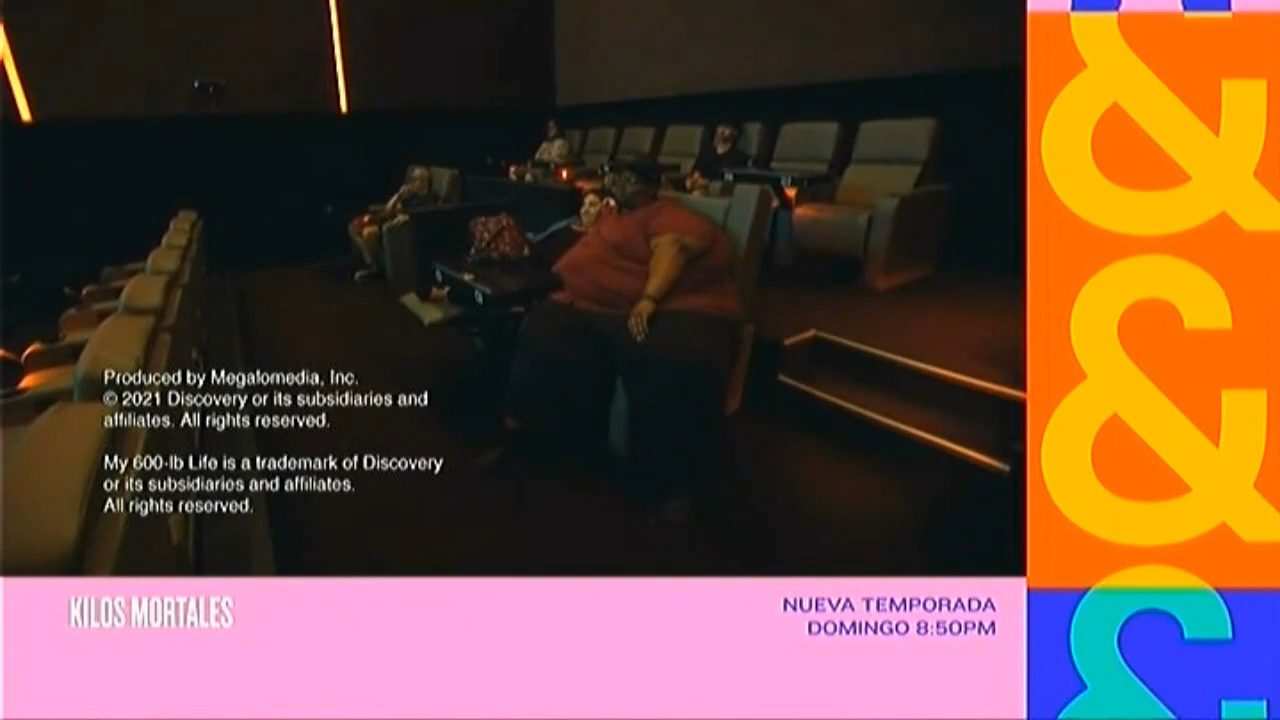 Produced by Megalomedia, Inc.
© 2021 Discovery or its subsidiaries and
affiliates. All rights reserved.
My 600-lb Life is a trademark of Discovery
or its subsidiaries and affiliates.
All rights reserved.
KILOS MORTALES
NUEVA TEMPORADA
DOMINGO 8:50PM
&
&
&